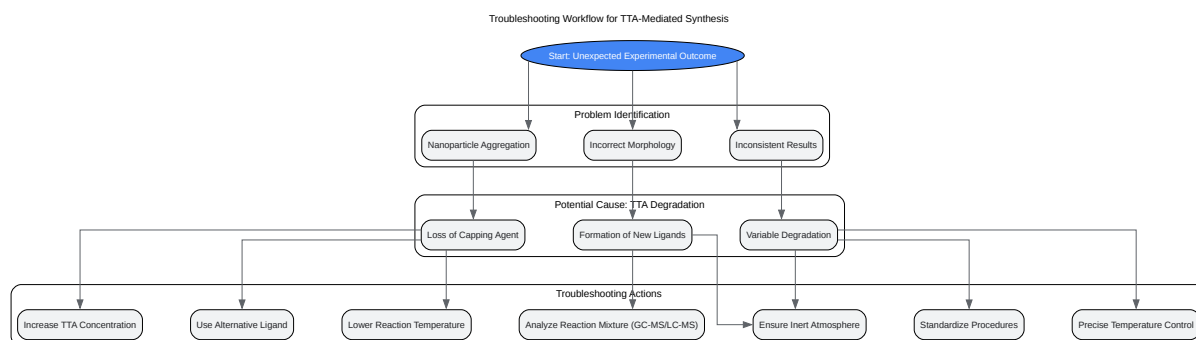 Troubleshooting Workflow for TTA-Mediated Synthesis
Start: Unexpected Experimental Outcome
Problem Identification
Nanoparticle Aggregation
Incorrect Morphology
Inconsistent Results
Potential Cause: TTA Degradation
Loss of Capping Agent
Formation of New Ligands
Variable Degradation
Troubleshooting Actions
Increase TTA Concentration
Use Alternative Ligand
Lower Reaction Temperature
Analyze Reaction Mixture (GC-MS/LC-MS)
Ensure Inert Atmosphere
Standardize Procedures
Precise Temperature Control